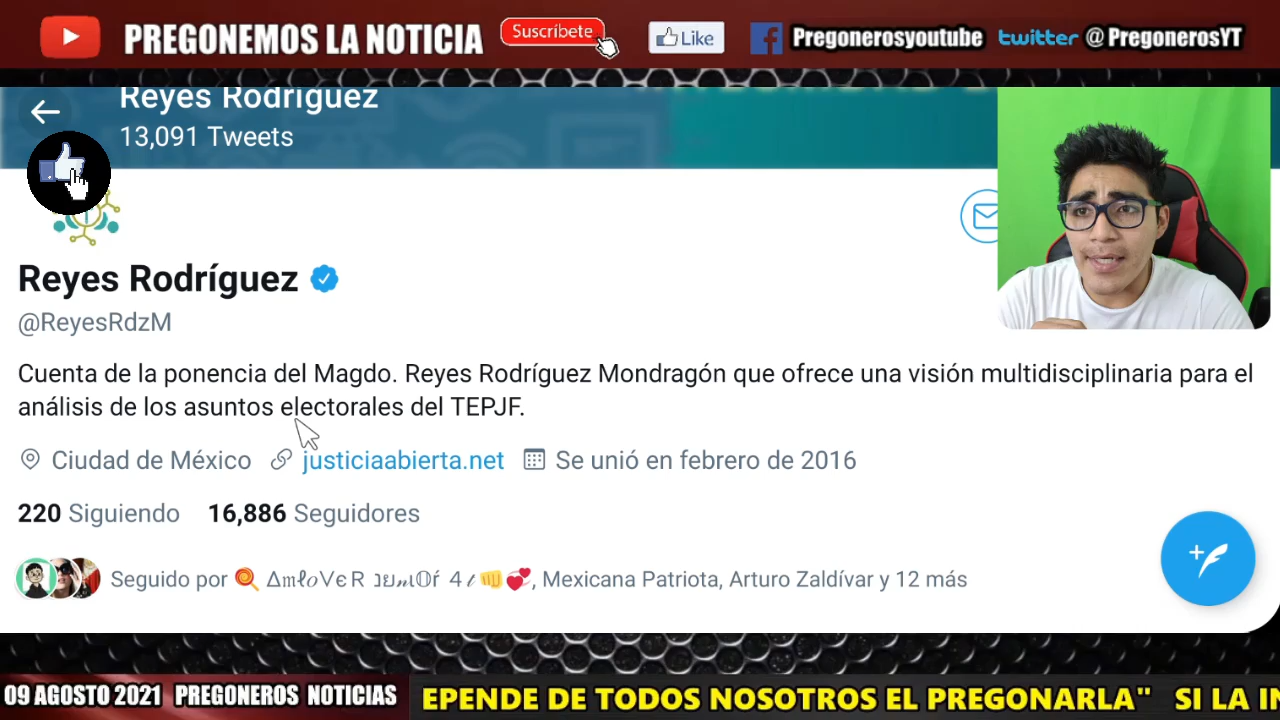 PREGONEMOS LA NOTICIA
Suscríbete
Like
Pregonerosyoutube
twitter @PregonerosYT
Reyes Rodríguez
13,091 Tweets
Reyes Rodríguez
@ReyesRdzM
Cuenta de la ponencia del Magdo. Reyes Rodríguez Mondragón que ofrece una visión multidisciplinaria para el
análisis de los asuntos electorales del TEPJF.
Ciudad de México justiciaabierta.net Se unió en febrero de 2016
220 Siguiendo 16,886 Seguidores
Seguido por 🍭 , Mexicana Patriota, Arturo Zaldívar y 12 más
09 AGOSTO 2021 PREGONEROS NOTICIAS
EPENDE DE TODOS NOSOTROS EL PREGONARLA" SI LA